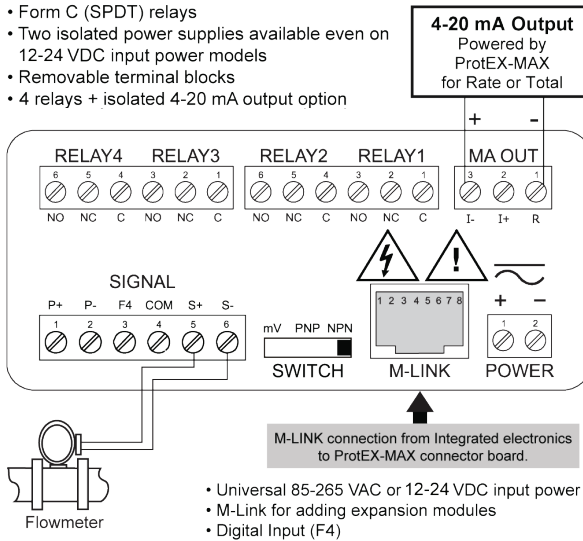 • Form C (SPDT) relays
• Two isolated power supplies available even on
12-24 VDC input power models
• Removable terminal blocks
• 4 relays + isolated 4-20 mA output option
4-20 mA Output
Powered by
ProtEX-MAX
for Rate or Total
+ -
RELAY4 RELAY3 RELAY2 RELAY1 MA OUT
6 5 4 3 2 1 6 5 4 3 2 1 3 2 1
NO NC C NO NC C NO NC C NO NC C I- I+ R
SIGNAL
P+ P- F4 COM S+ S-
1 2 3 4 5 6
mV PNP NPN
SWITCH
!
1 2 3 4 5 6 7 8
M-LINK
+ -
1 2
POWER
M-LINK connection from Integrated electronics
to ProtEX-MAX connector board.
Flowmeter
• Universal 85-265 VAC or 12-24 VDC input power
• M-Link for adding expansion modules
• Digital Input (F4)